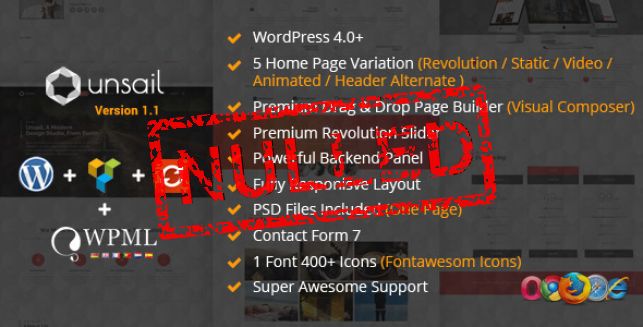 unsail
Version 1.1
W + + 
+
WPML
WordPress 4.0+
5 Home Page Variation (Revolution / Static / Video /
Animated / Header Alternate )
Premium Drag & Drop Page Builder (Visual Composer)
Premium Revolution Slider
Powerful Backend Panel
Fully Responisve Layout
PSD Files Included (One Page)
Contact Form 7
1 Font 400+ Icons (Fontawesom Icons)
Super Awesome Support
NULLED